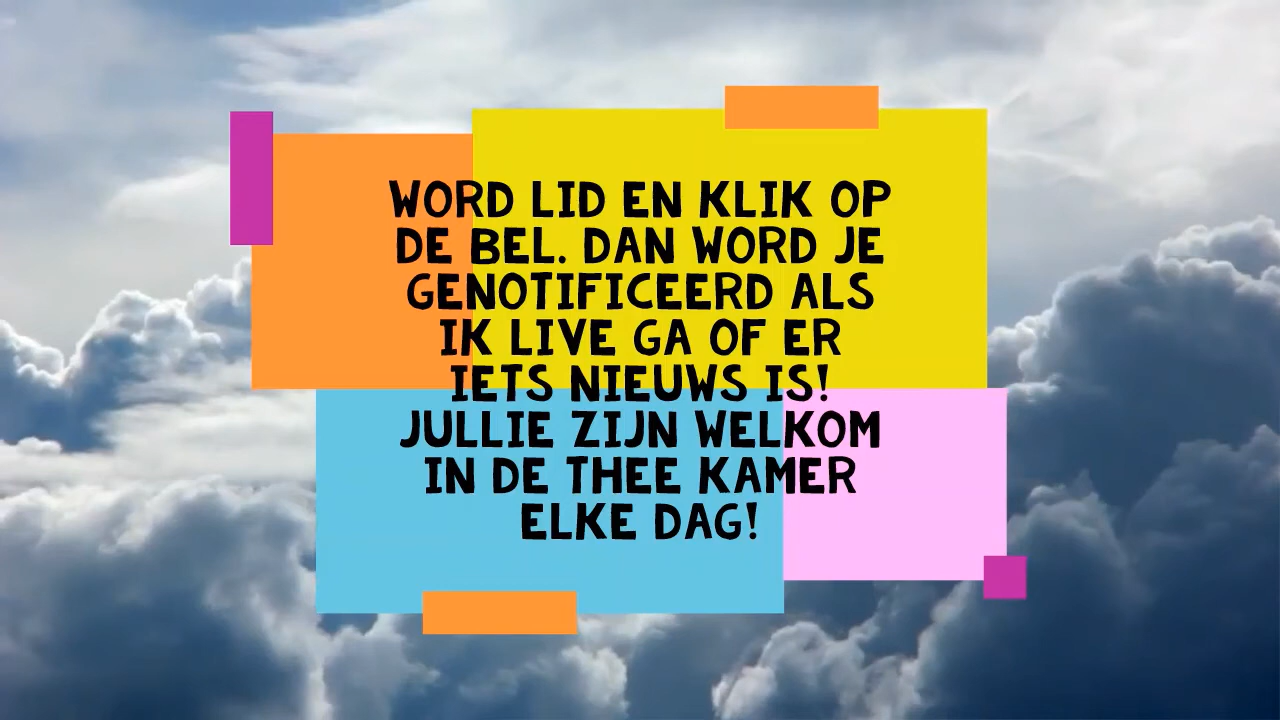 WORD LID EN KLIK OP
DE BEL. DAN WORD JE
GENOTIFICEERD ALS
IK LIVE GA OF ER
IETS NIEUWS IS!
JULLIE ZIJN WELKOM
IN DE THEE KAMER
ELKE DAG!